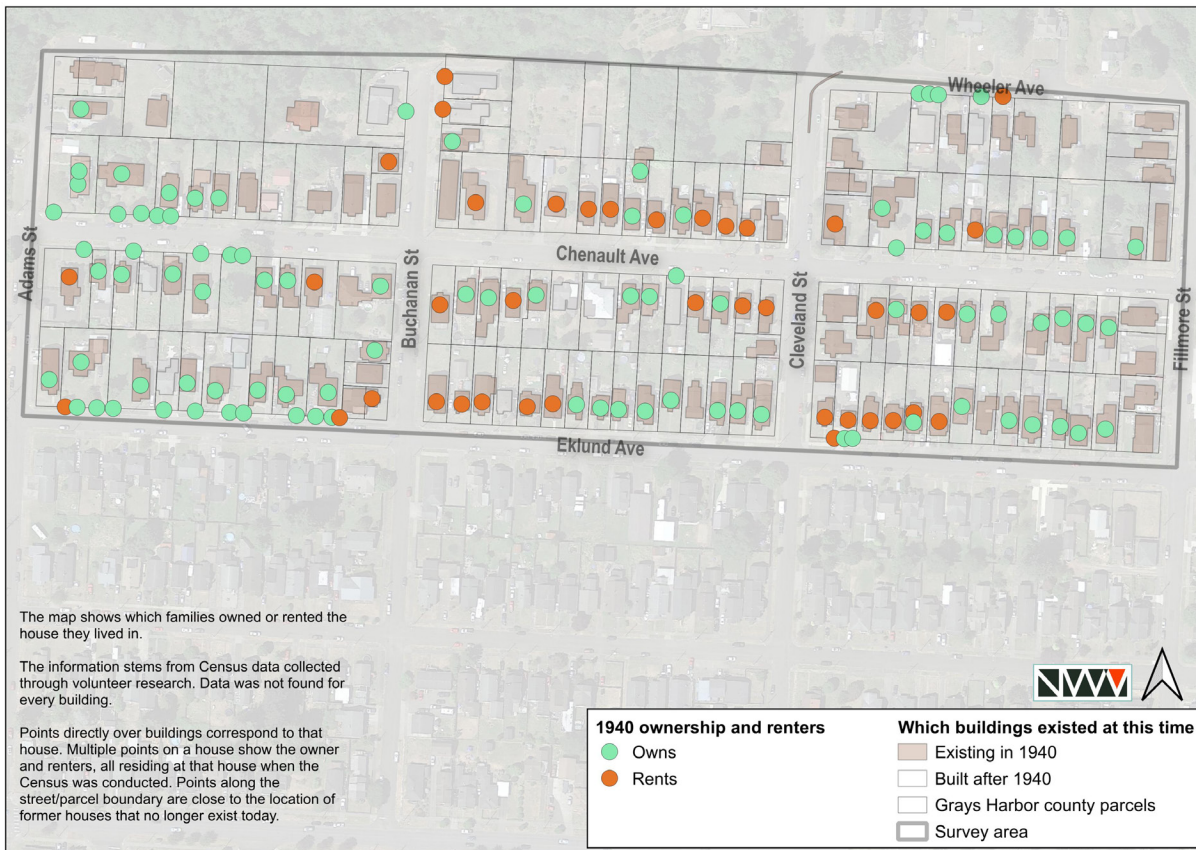 Wheeler Ave
Adams St
Buchanan St
Chenault Ave
Cleveland St
Fillmore St
Eklund Ave
The map shows which families owned or rented the
house they lived in.
The information stems from Census data collected
through volunteer research. Data was not found for
every building.
Points directly over buildings correspond to that
house. Multiple points on a house show the owner
and renters, all residing at that house when the
Census was conducted. Points along the
street/parcel boundary are close to the location of
former houses that no longer exist today.
NWV
1940 ownership and renters
Owns
Rents
Which buildings existed at this time
Existing in 1940
Built after 1940
Grays Harbor county parcels
Survey area